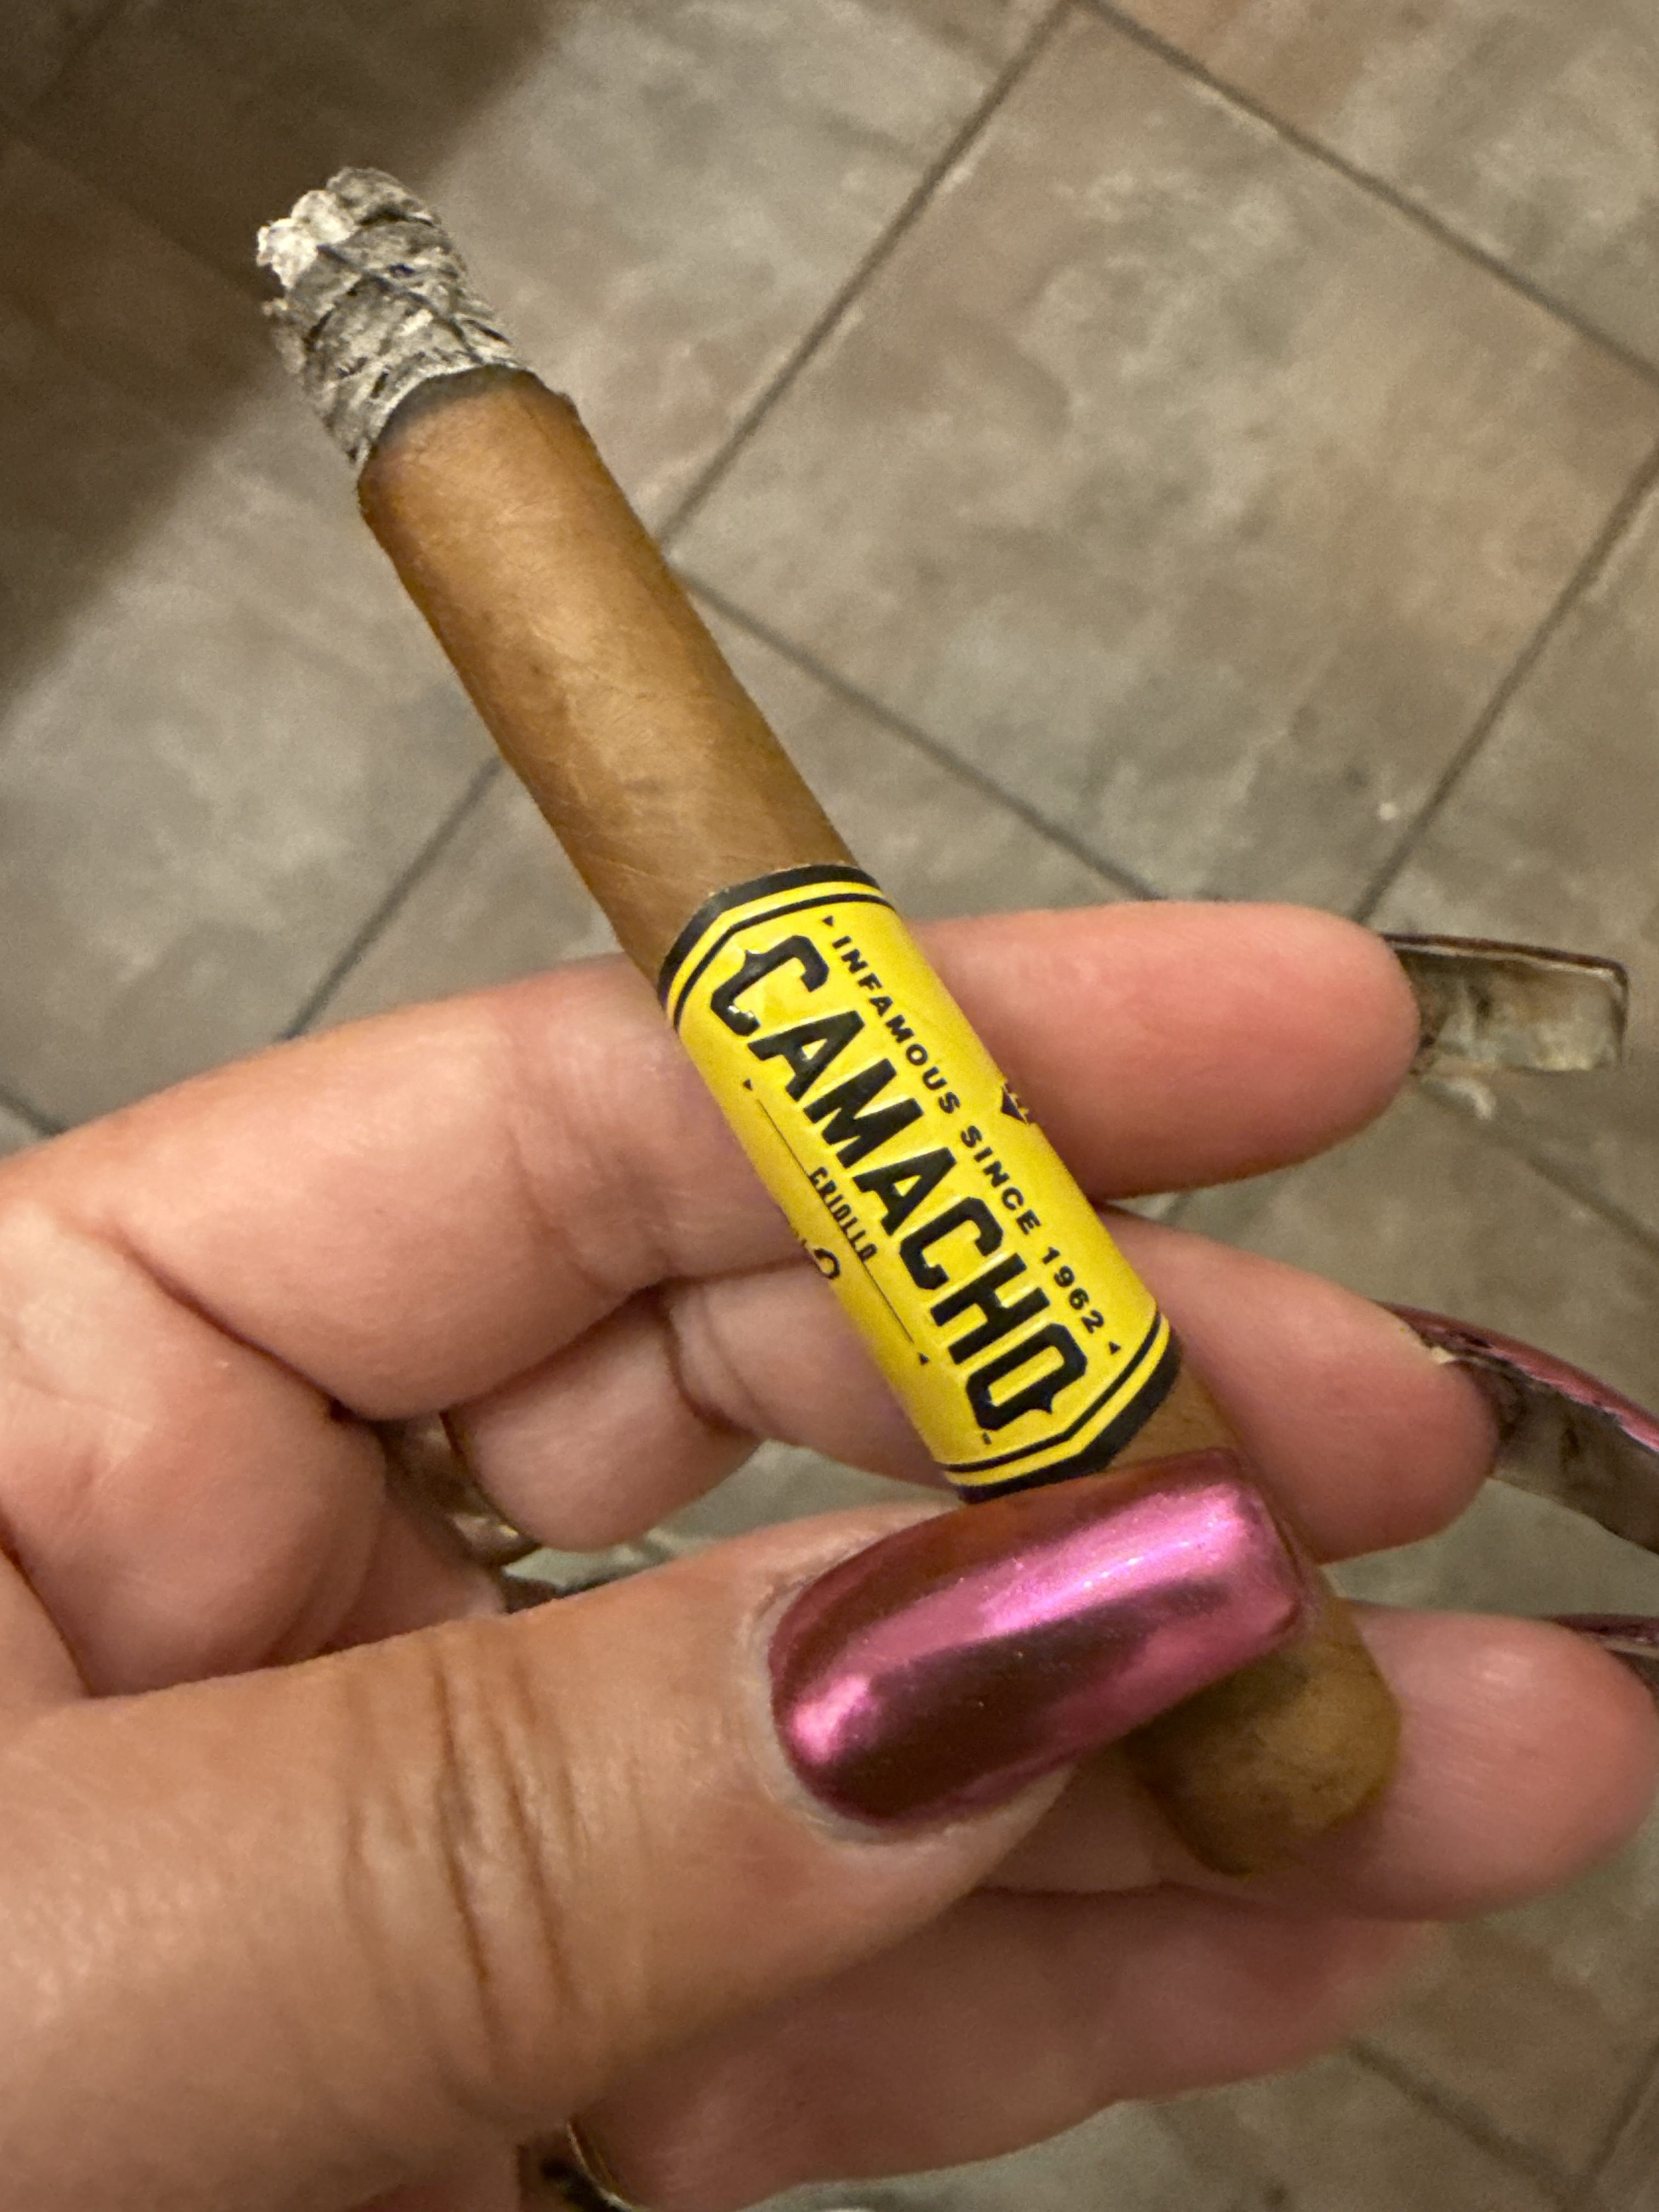 INFAMOUS SINCE 1962
CAMACHO
CRIOLLO